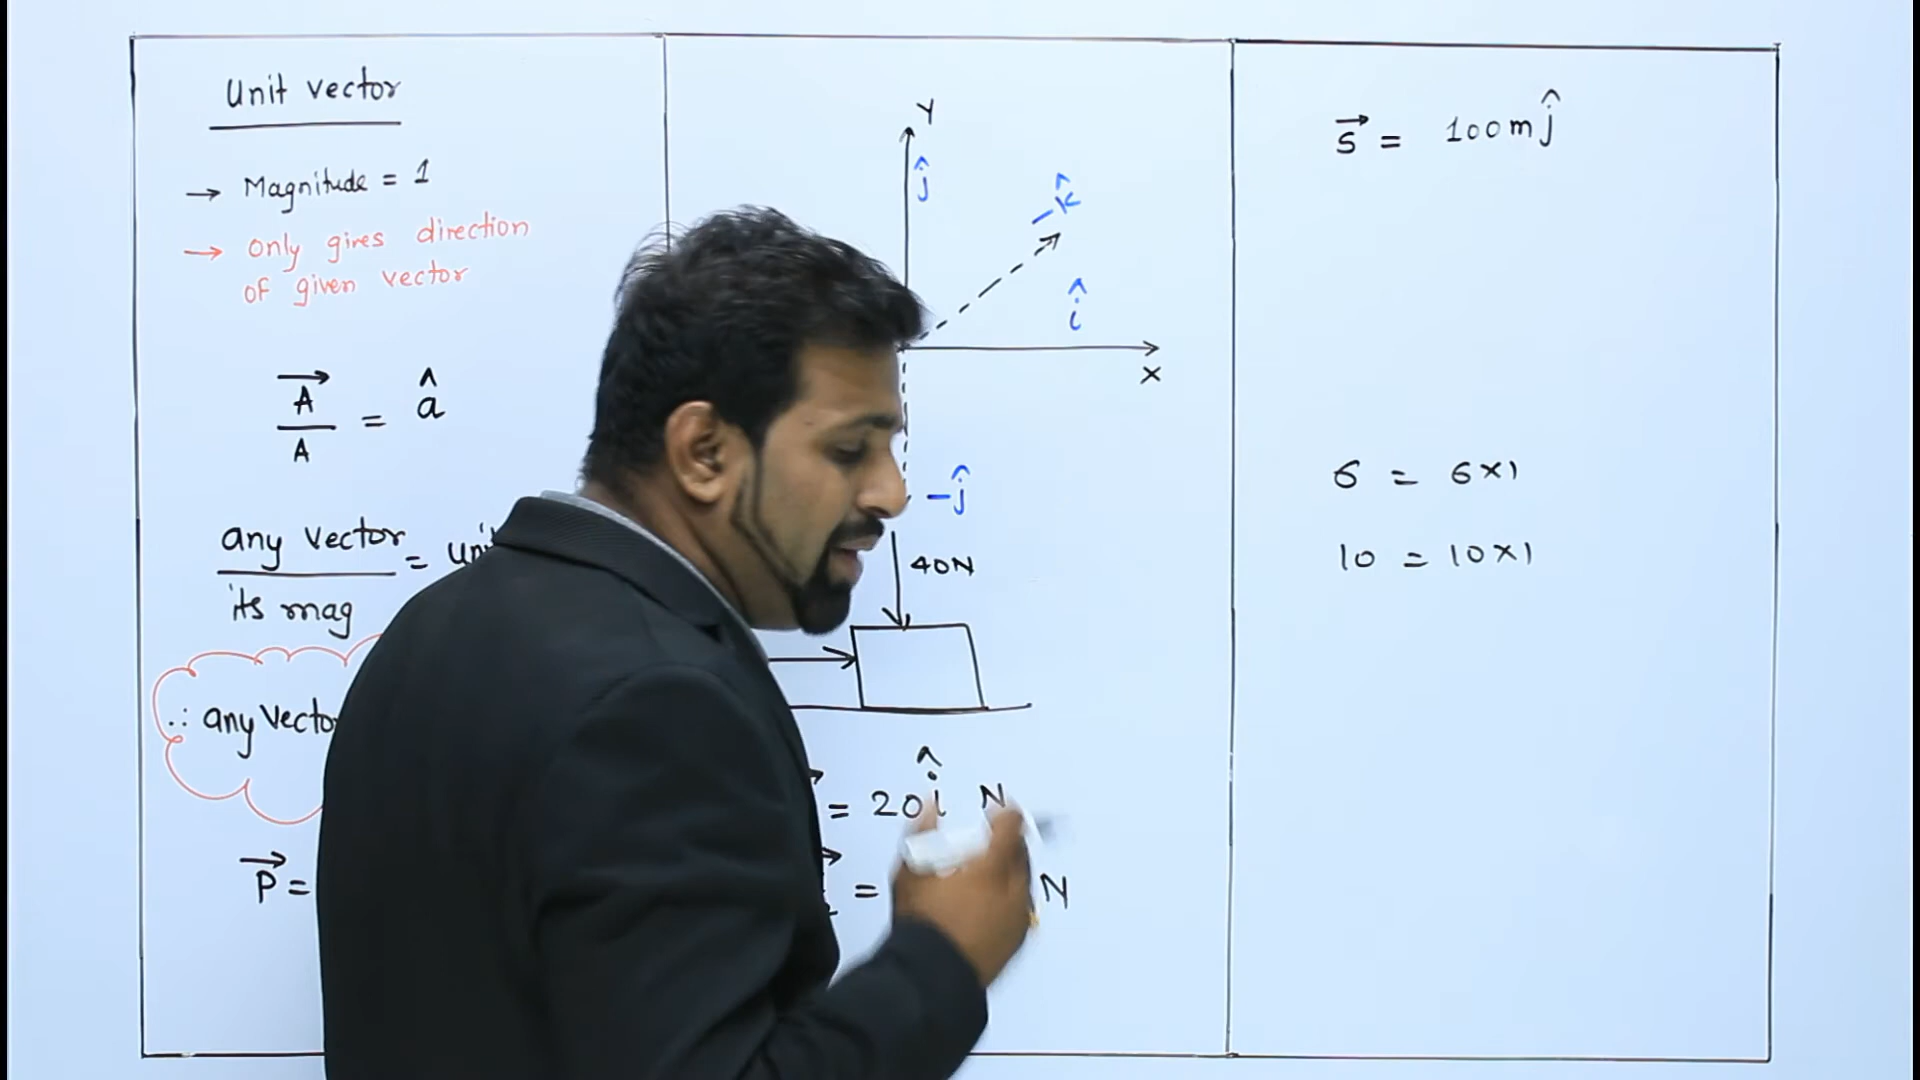 Unit vector
→ Magnitude = 1
→ only gives direction
of given vector
A
A
= â
any vector
its mag
=
∴ any Vecto
P =
Y
ĵ
-k̂
î
X
-ĵ
40N
= 20î N
= N
S = 100m ĵ
6 = 6×1
10 = 10×1